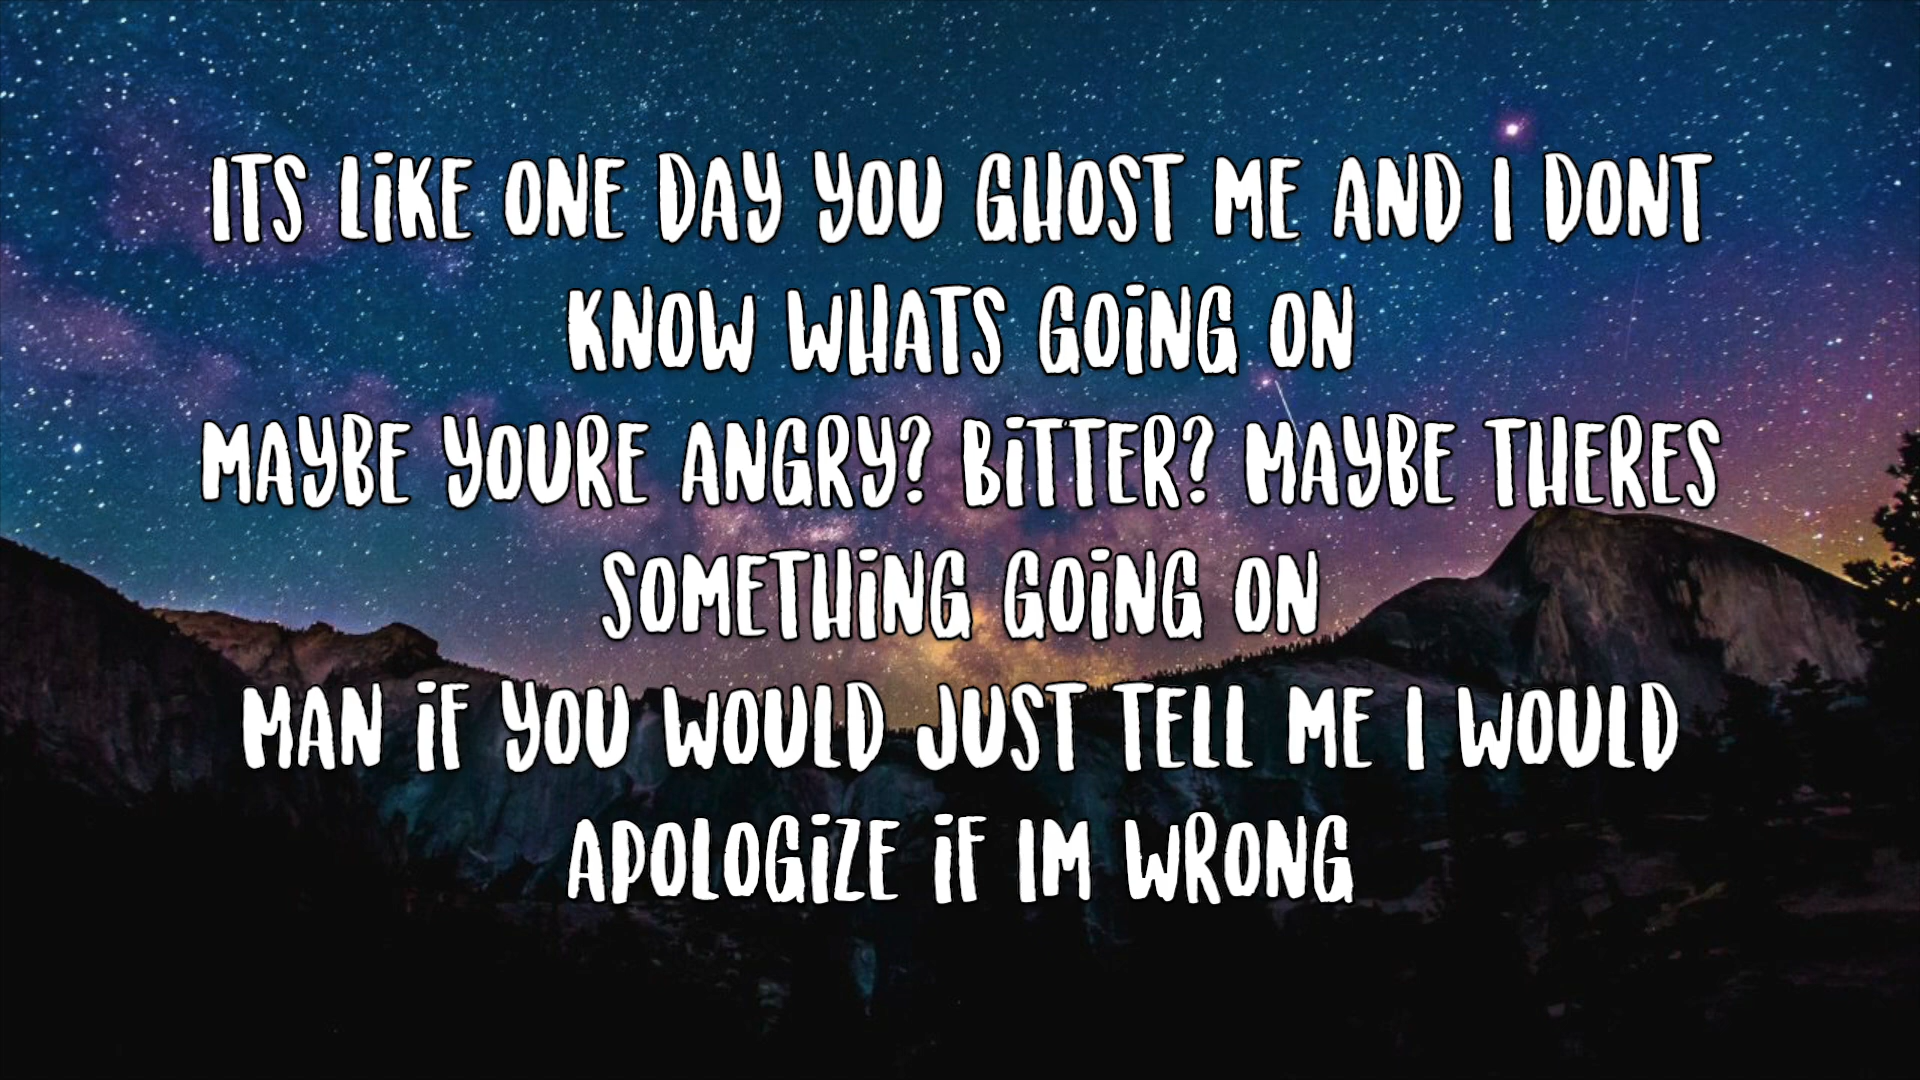 ITS LiKE ONE DAY YOU GHOST ME AND I DONT
KNOW WHATS GOiNG ON
MAYBE YOURE ANGRY? BiTTER? MAYBE THERES
SOMETHiNG GOiNG ON
MAN iF YOU WOULD JUST TELL ME I WOULD
APOLOGiZE iF IM WRONG